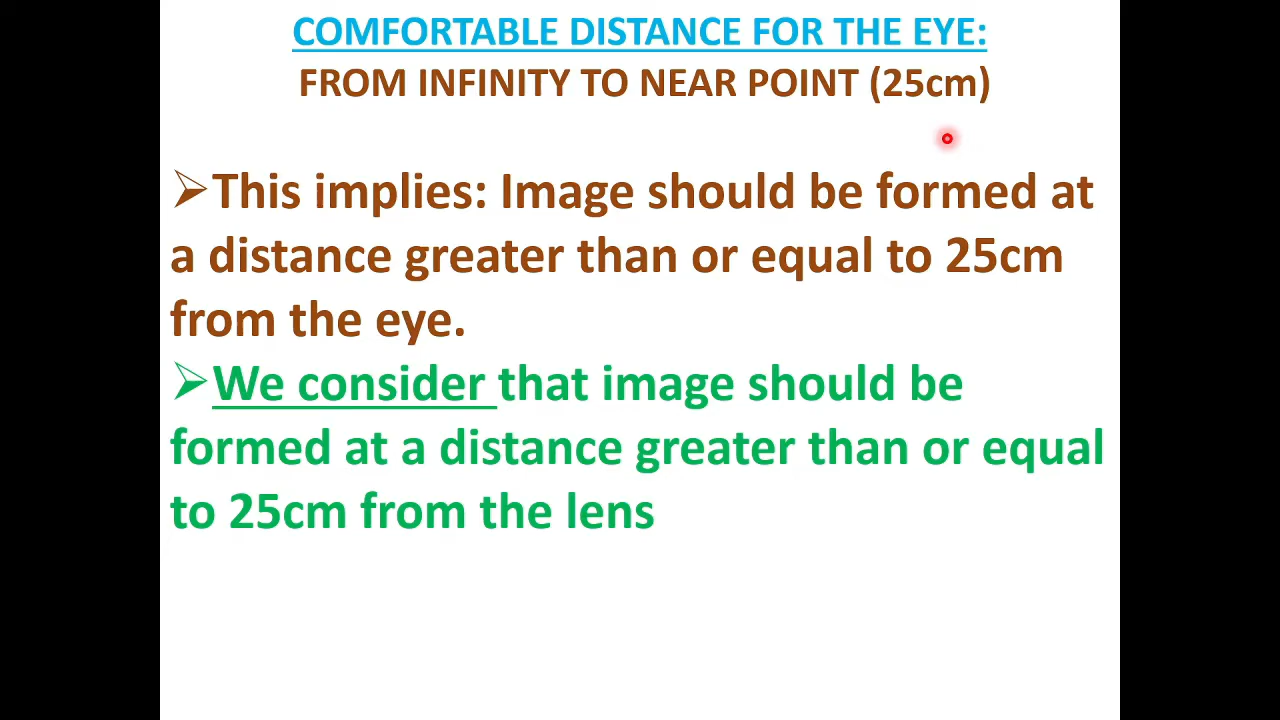 COMFORTABLE DISTANCE FOR THE EYE:
FROM INFINITY TO NEAR POINT (25cm)
➢This implies: Image should be formed at
a distance greater than or equal to 25cm
from the eye.
➢We consider that image should be
formed at a distance greater than or equal
to 25cm from the lens